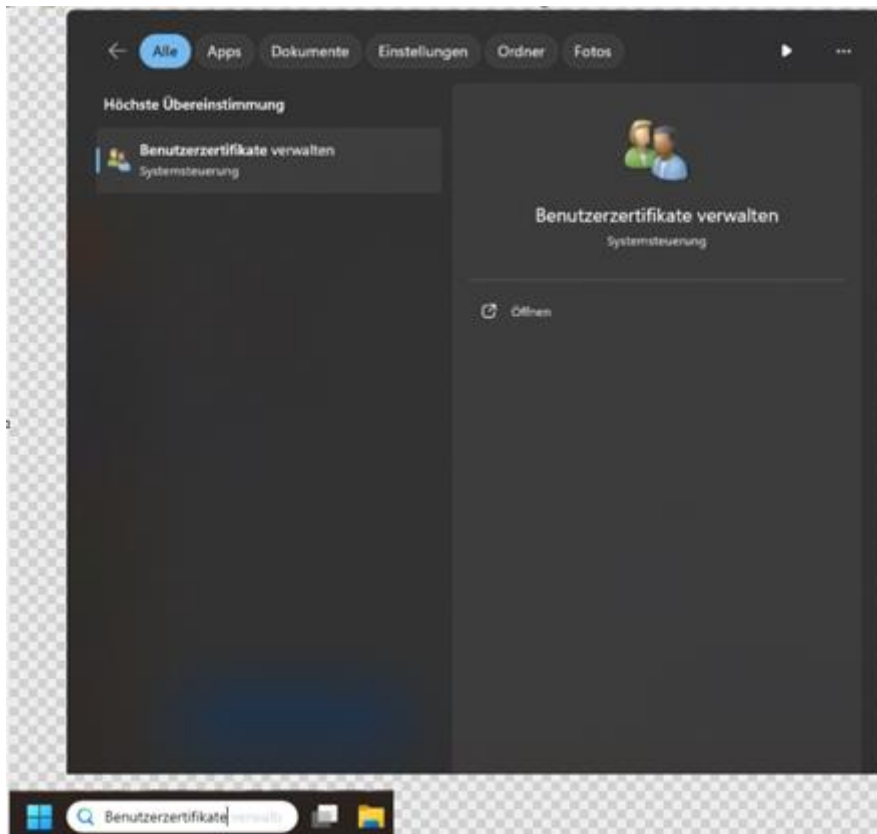 Alle Apps Dokumente Einstellungen Ordner Fotos
Höchste Übereinstimmung
Benutzerzertifikate verwalten
Systemsteuerung
Benutzerzertifikate verwalten
Systemsteuerung
Öffnen
Benutzerzertifikate